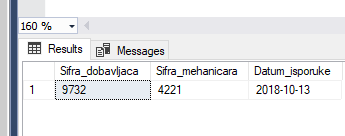 160 %
Results Messages
Sifra_dobavljaca Sifra_mehanicara Datum_isporuke
1 9732 4221 2018-10-13